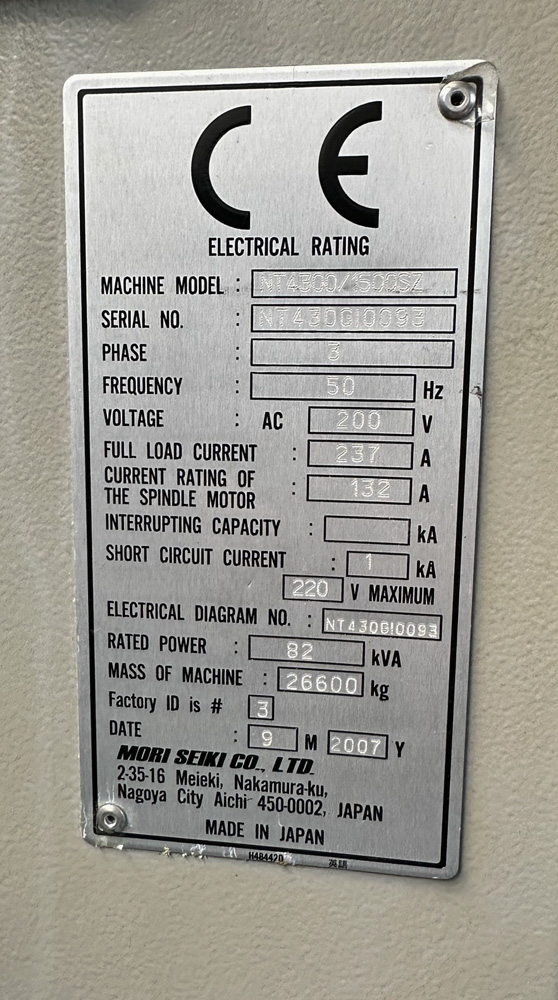 CE
ELECTRICAL RATING
MACHINE MODEL : NT4300/1500SZ
SERIAL NO. : NT430GI0093
PHASE : 3
FREQUENCY : 50 Hz
VOLTAGE : AC 200 V
FULL LOAD CURRENT : 237 A
CURRENT RATING OF
THE SPINDLE MOTOR : 132 A
INTERRUPTING CAPACITY : kA
SHORT CIRCUIT CURRENT : 1 kA
220 V MAXIMUM
ELECTRICAL DIAGRAM NO. : NT430GI0093
RATED POWER : 82 kVA
MASS OF MACHINE : 26600 kg
Factory ID is # 3
DATE : 9 M 2007 Y
MORI SEIKI CO., LTD.
2-35-16 Meieki, Nakamura-ku,
Nagoya City Aichi 450-0002, JAPAN
MADE IN JAPAN
H48442D